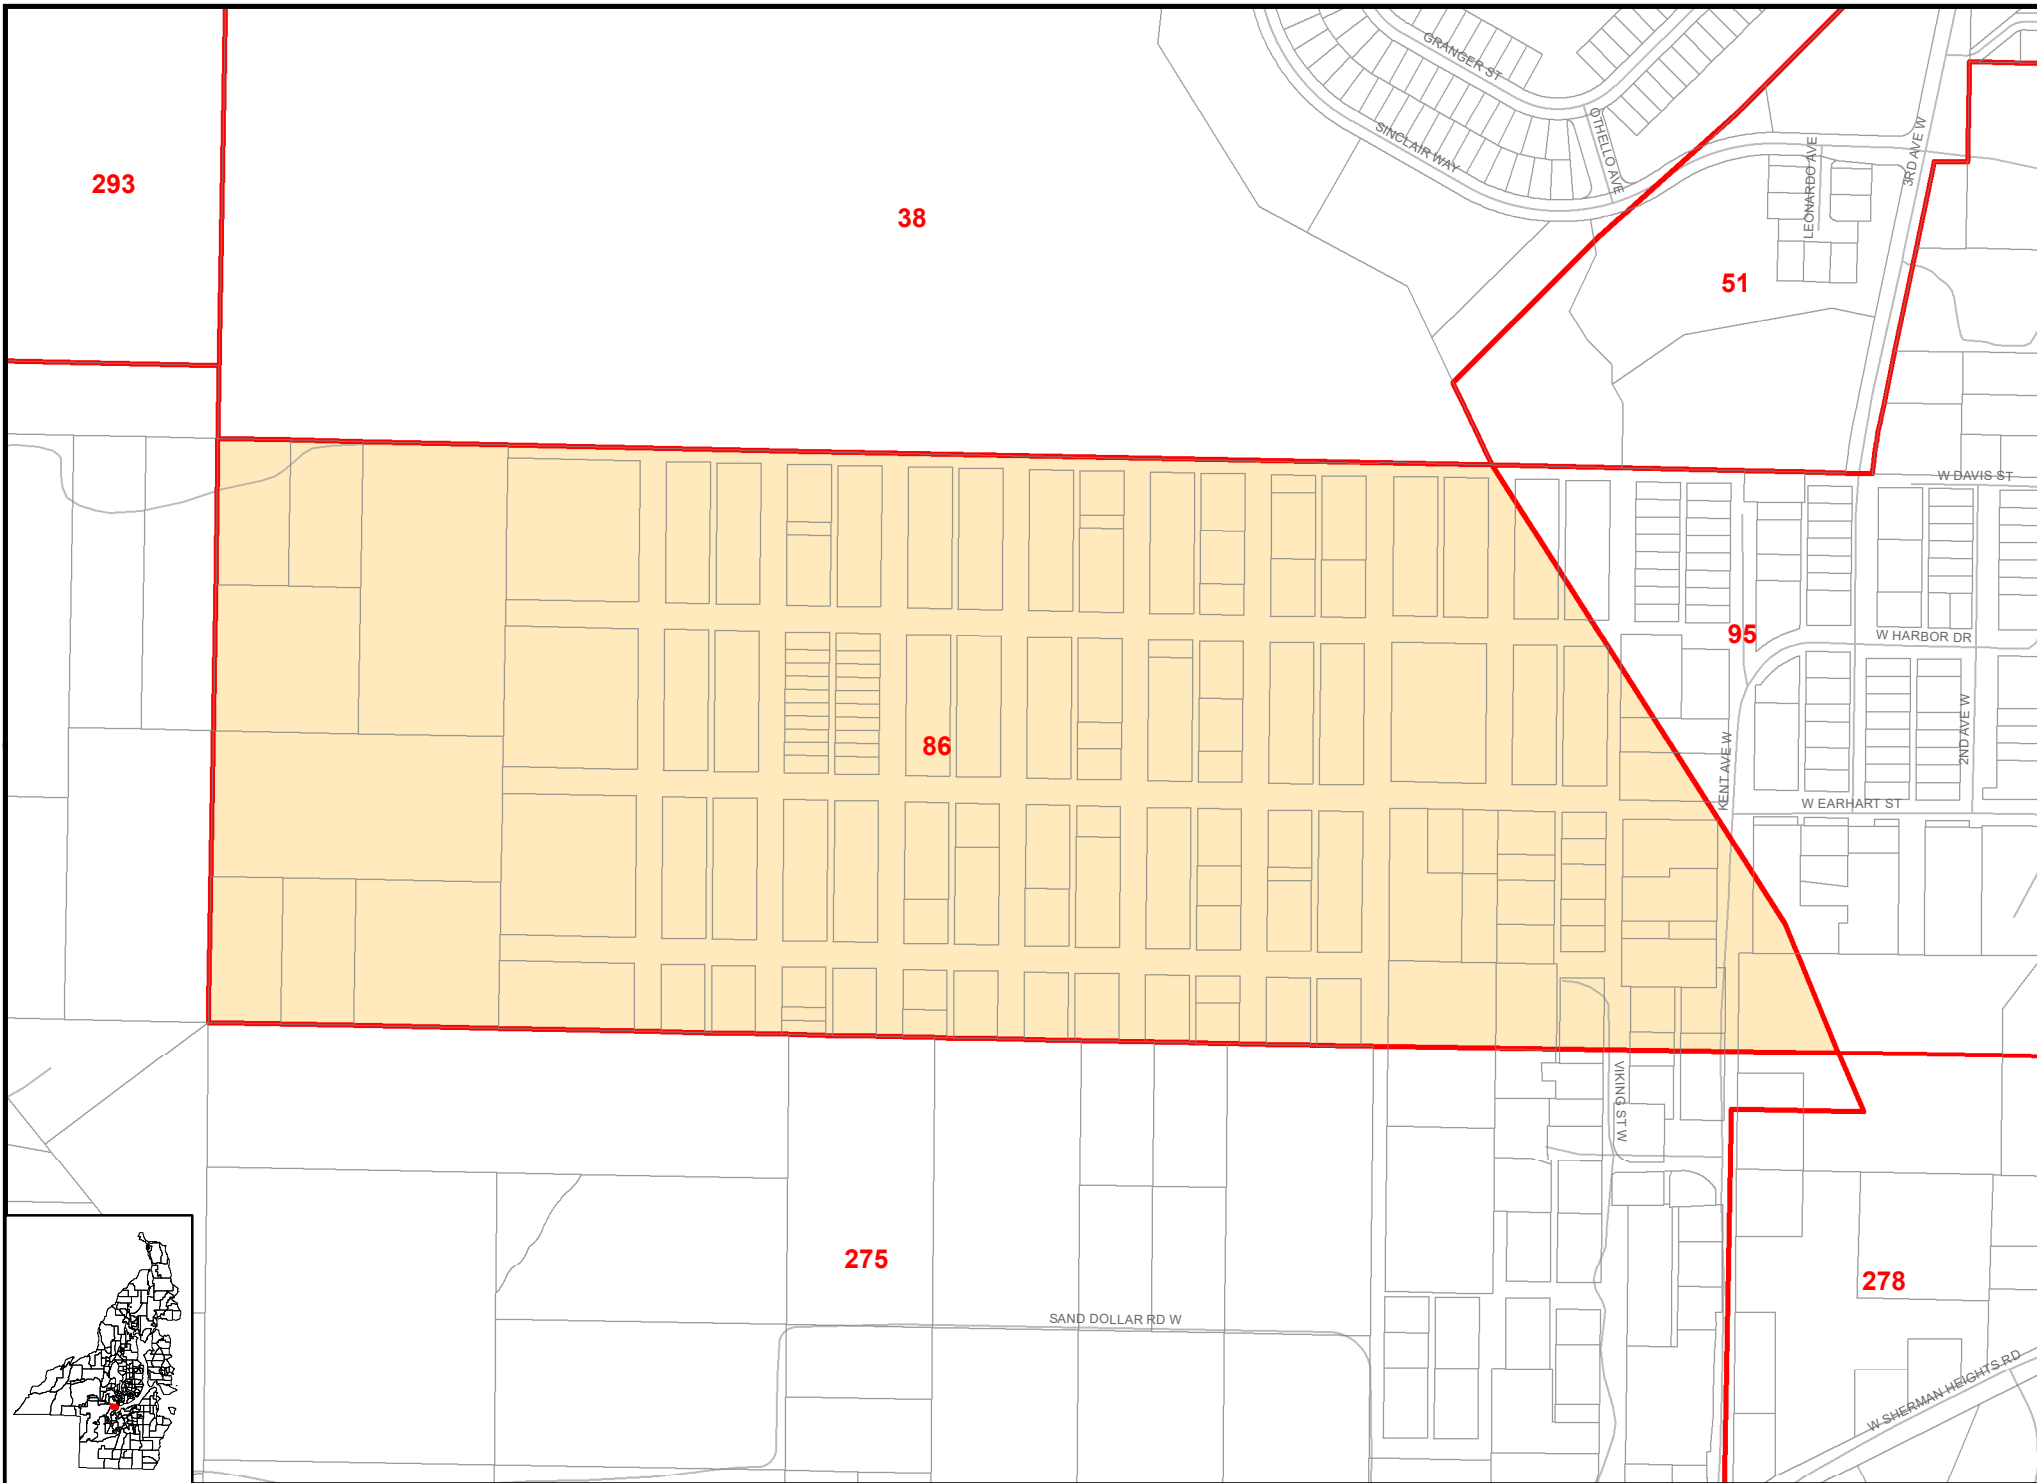 GRANGER ST
OTHELLO AVE
SINCLAIR WAY
LEONARDO AVE
3RD AVE W
293
38
51
W DAVIS ST
95
W HARBOR DR
2ND AVE W
86
KENT AVE W
W EARHART ST
VIKING ST W
275
278
SAND DOLLAR RD W
W SHERMAN HEIGHTS RD